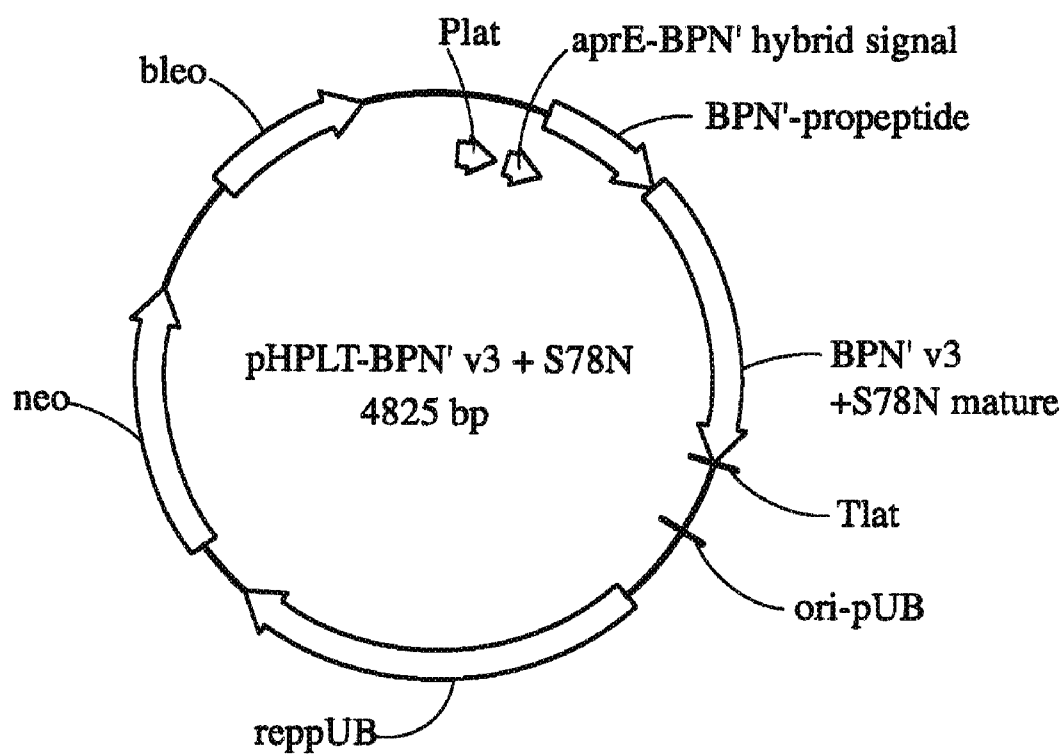 Plat
aprE-BPN' hybrid signal
bleo
BPN'-propeptide
pHPLT-BPN' v3 + S78N
4825 bp
BPN' v3
+S78N mature
neo
Tlat
ori-pUB
reppUB